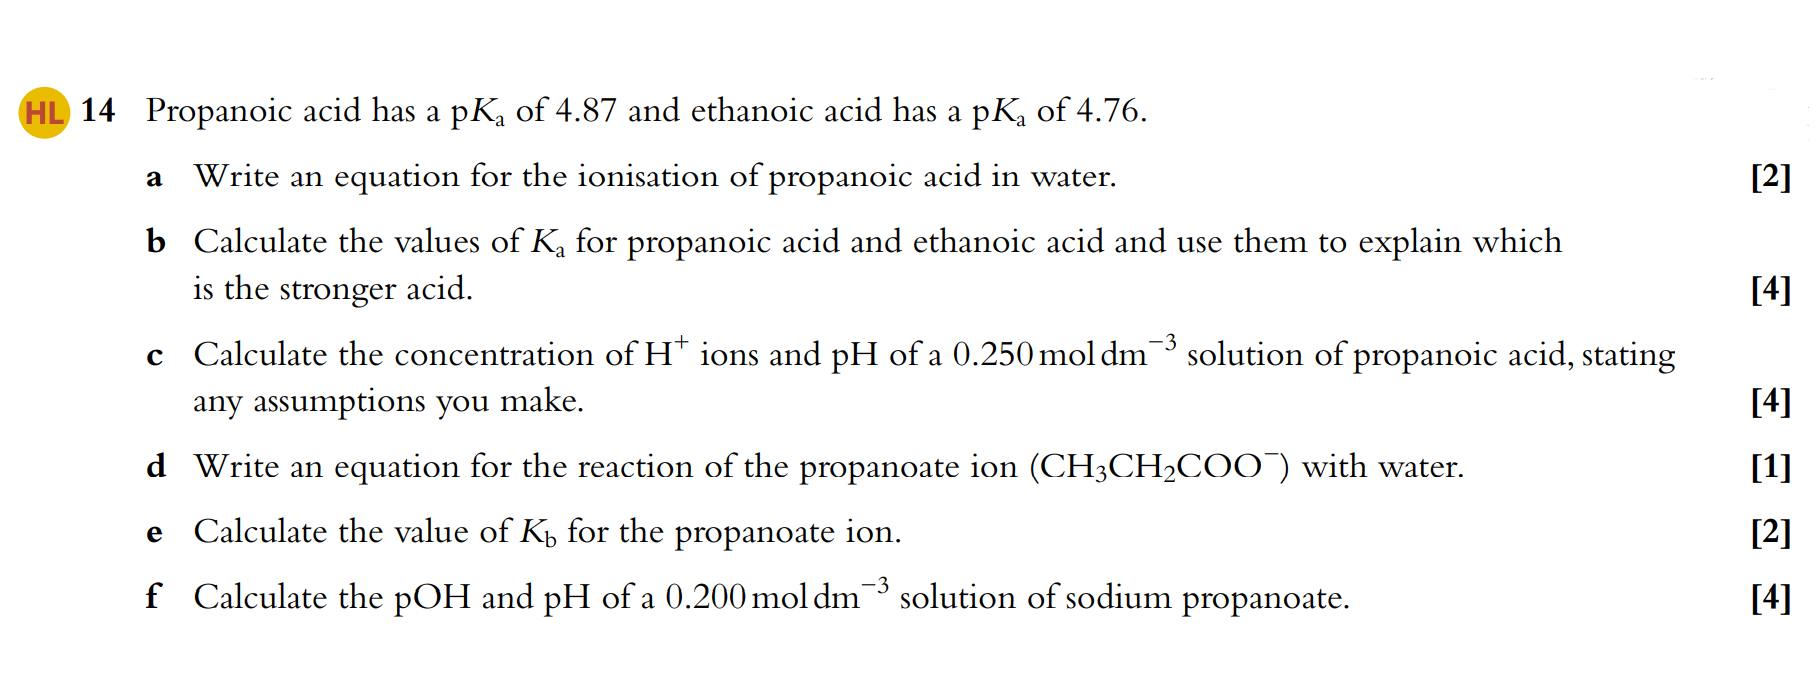 HL 14 Propanoic acid has a pKₐ of 4.87 and ethanoic acid has a pKₐ of 4.76.
a Write an equation for the ionisation of propanoic acid in water. [2]
b Calculate the values of Kₐ for propanoic acid and ethanoic acid and use them to explain which
is the stronger acid. [4]
c Calculate the concentration of H⁺ ions and pH of a 0.250 mol dm⁻³ solution of propanoic acid, stating
any assumptions you make. [4]
d Write an equation for the reaction of the propanoate ion (CH₃CH₂COO⁻) with water. [1]
e Calculate the value of K_b for the propanoate ion. [2]
f Calculate the pOH and pH of a 0.200 mol dm⁻³ solution of sodium propanoate. [4]